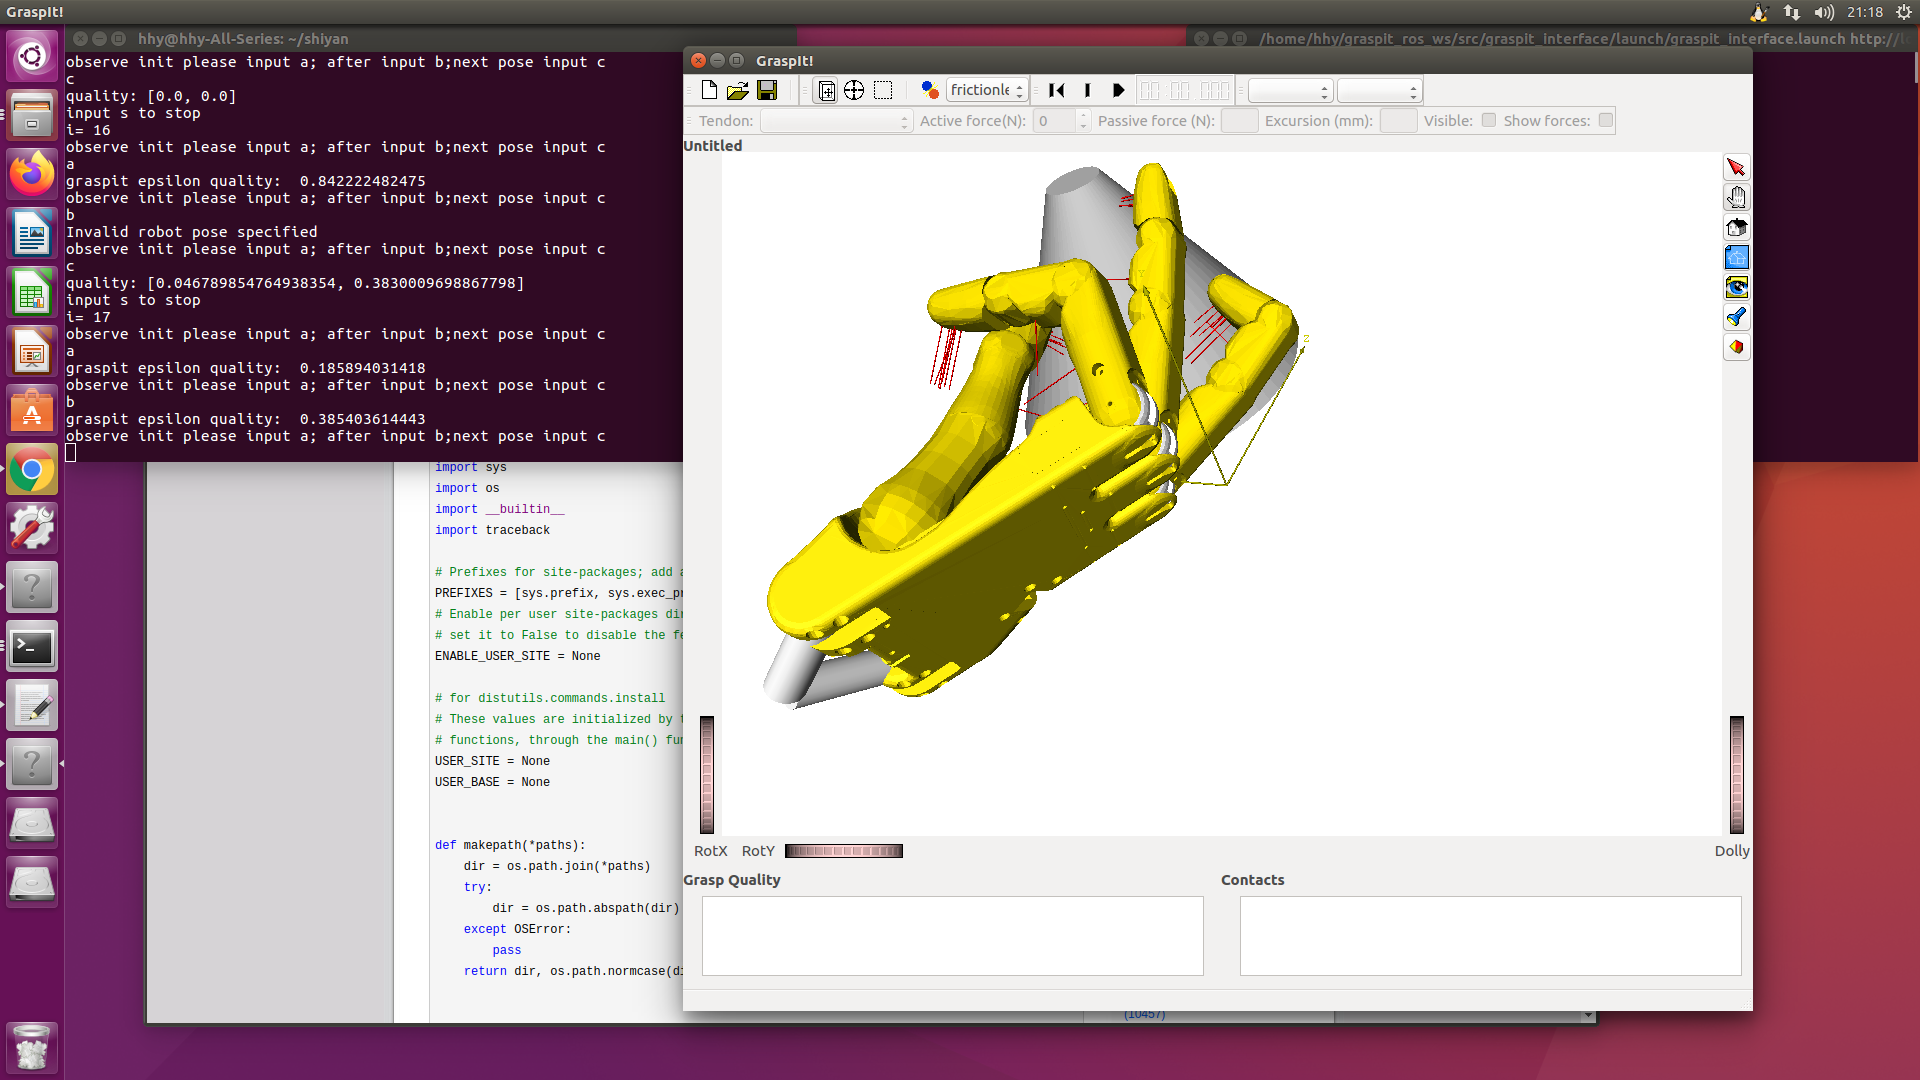 GraspIt!
21:18
hhy@hhy-All-Series: ~/shiyan
/home/hhy/graspit_ros_ws/src/graspit_interface/launch/graspit_interface.launch http://l
observe init please input a; after input b;next pose input c
c
quality: [0.0, 0.0]
input s to stop
i= 16
observe init please input a; after input b;next pose input c
a
graspit epsilon quality:  0.842222482475
observe init please input a; after input b;next pose input c
b
Invalid robot pose specified
observe init please input a; after input b;next pose input c
c
quality: [0.046789854764938354, 0.3830009698867798]
input s to stop
i= 17
observe init please input a; after input b;next pose input c
a
graspit epsilon quality:  0.185894031418
observe init please input a; after input b;next pose input c
b
graspit epsilon quality:  0.385403614443
observe init please input a; after input b;next pose input c
import sys
import os
import __builtin__
import traceback
# Prefixes for site-packages; add a
PREFIXES = [sys.prefix, sys.exec_pr
# Enable per user site-packages di
# set it to False to disable the fe
ENABLE_USER_SITE = None
# for distutils.commands.install
# These values are initialized by t
# functions, through the main() fun
USER_SITE = None
USER_BASE = None
def makepath(*paths):
dir = os.path.join(*paths)
try:
dir = os.path.abspath(dir)
except OSError:
pass
return dir, os.path.normcase(di
(10457)
GraspIt!
frictionle
Tendon:
Active force(N):
0
Passive force (N):
Excursion (mm):
Visible:
Show forces:
Untitled
Y
z
RotX
RotY
Dolly
Grasp Quality
Contacts